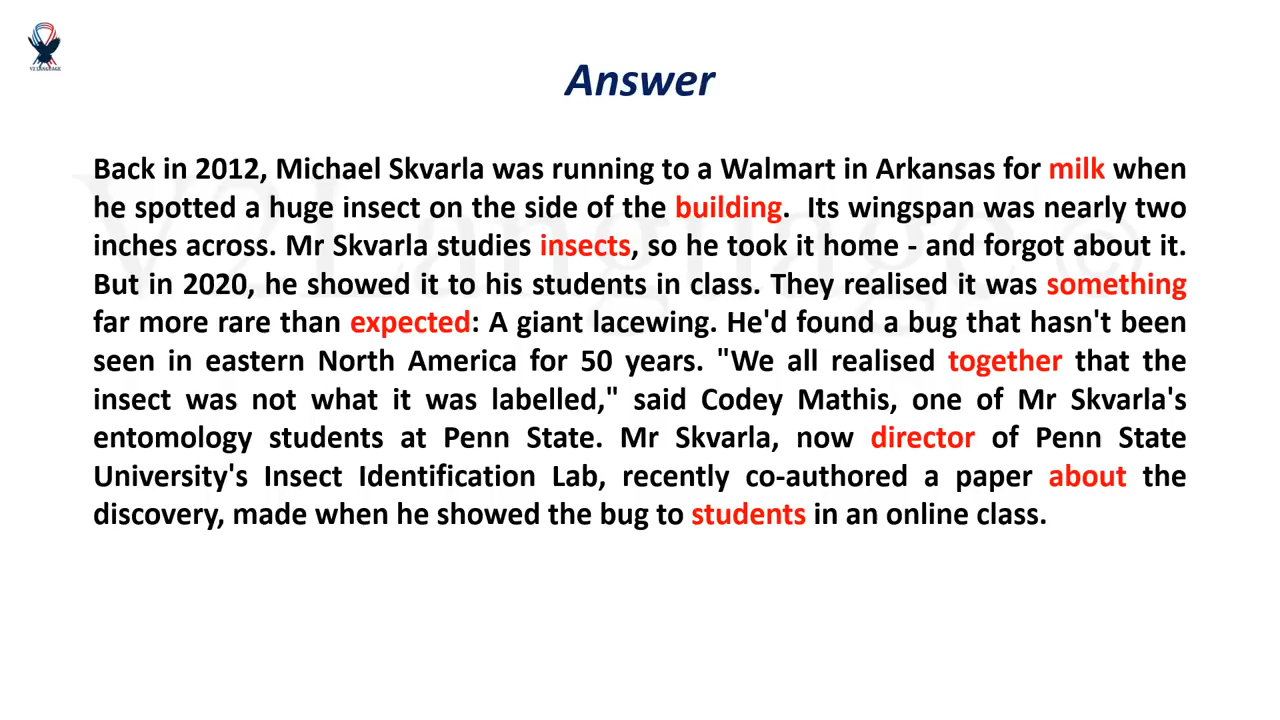 V2 LANGUAGE
Answer
Back in 2012, Michael Skvarla was running to a Walmart in Arkansas for milk when
he spotted a huge insect on the side of the building.  Its wingspan was nearly two
inches across. Mr Skvarla studies insects, so he took it home - and forgot about it.
But in 2020, he showed it to his students in class. They realised it was something
far more rare than expected: A giant lacewing. He'd found a bug that hasn't been
seen in eastern North America for 50 years. "We all realised together that the
insect was not what it was labelled," said Codey Mathis, one of Mr Skvarla's
entomology students at Penn State. Mr Skvarla, now director of Penn State
University's Insect Identification Lab, recently co-authored a paper about the
discovery, made when he showed the bug to students in an online class.
V2Language ©